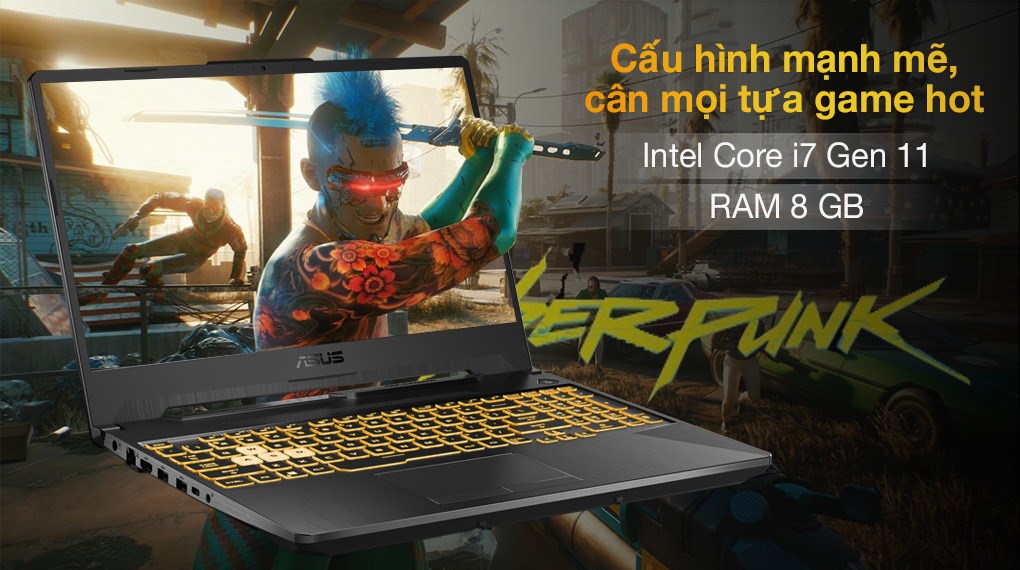 Cấu hình mạnh mẽ,
cân mọi tựa game hot
Intel Core i7 Gen 11
RAM 8 GB
ERPUNK
ASUS